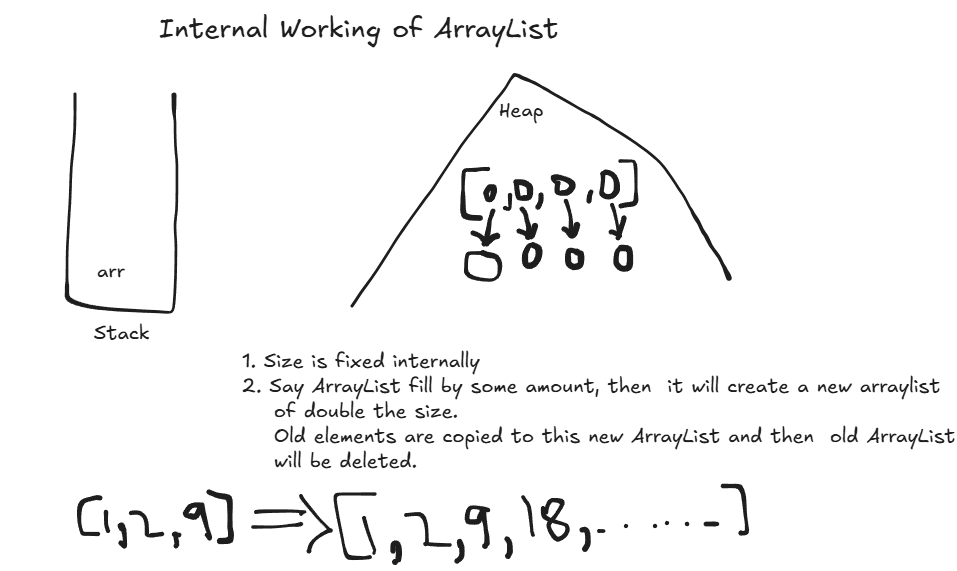 Internal Working of ArrayList
Heap
[0,0,0,0]
0 0 0
arr
Stack
1. Size is fixed internally
2. Say ArrayList fill by some amount, then it will create a new arraylist
of double the size.
Old elements are copied to this new ArrayList and then old ArrayList
will be deleted.
[1,2,9] => [1,2,9,18,.......]